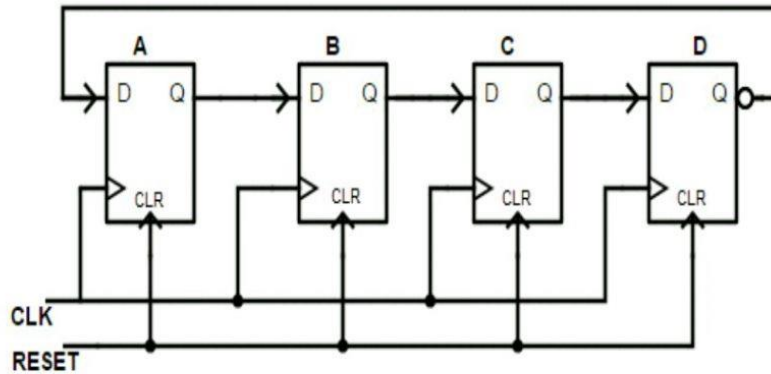 A B C D
D Q D Q D Q D Q
CLR CLR CLR CLR
CLK
RESET